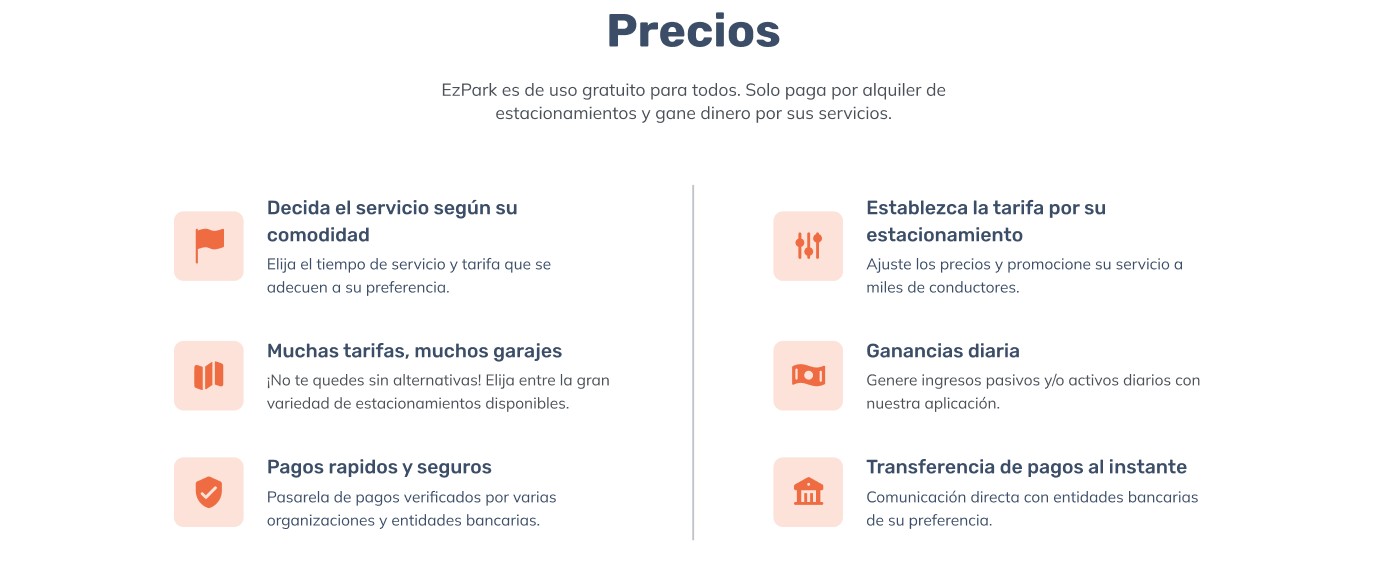 Precios
EzPark es de uso gratuito para todos. Solo paga por alquiler de
estacionamientos y gane dinero por sus servicios.
Decida el servicio según su
comodidad
Elija el tiempo de servicio y tarifa que se
adecuen a su preferencia.
Muchas tarifas, muchos garajes
¡No te quedes sin alternativas! Elija entre la gran
variedad de estacionamientos disponibles.
Pagos rapidos y seguros
Pasarela de pagos verificados por varias
organizaciones y entidades bancarias.
Establezca la tarifa por su
estacionamiento
Ajuste los precios y promocione su servicio a
miles de conductores.
Ganancias diaria
Genere ingresos pasivos y/o activos diarios con
nuestra aplicación.
Transferencia de pagos al instante
Comunicación directa con entidades bancarias
de su preferencia.